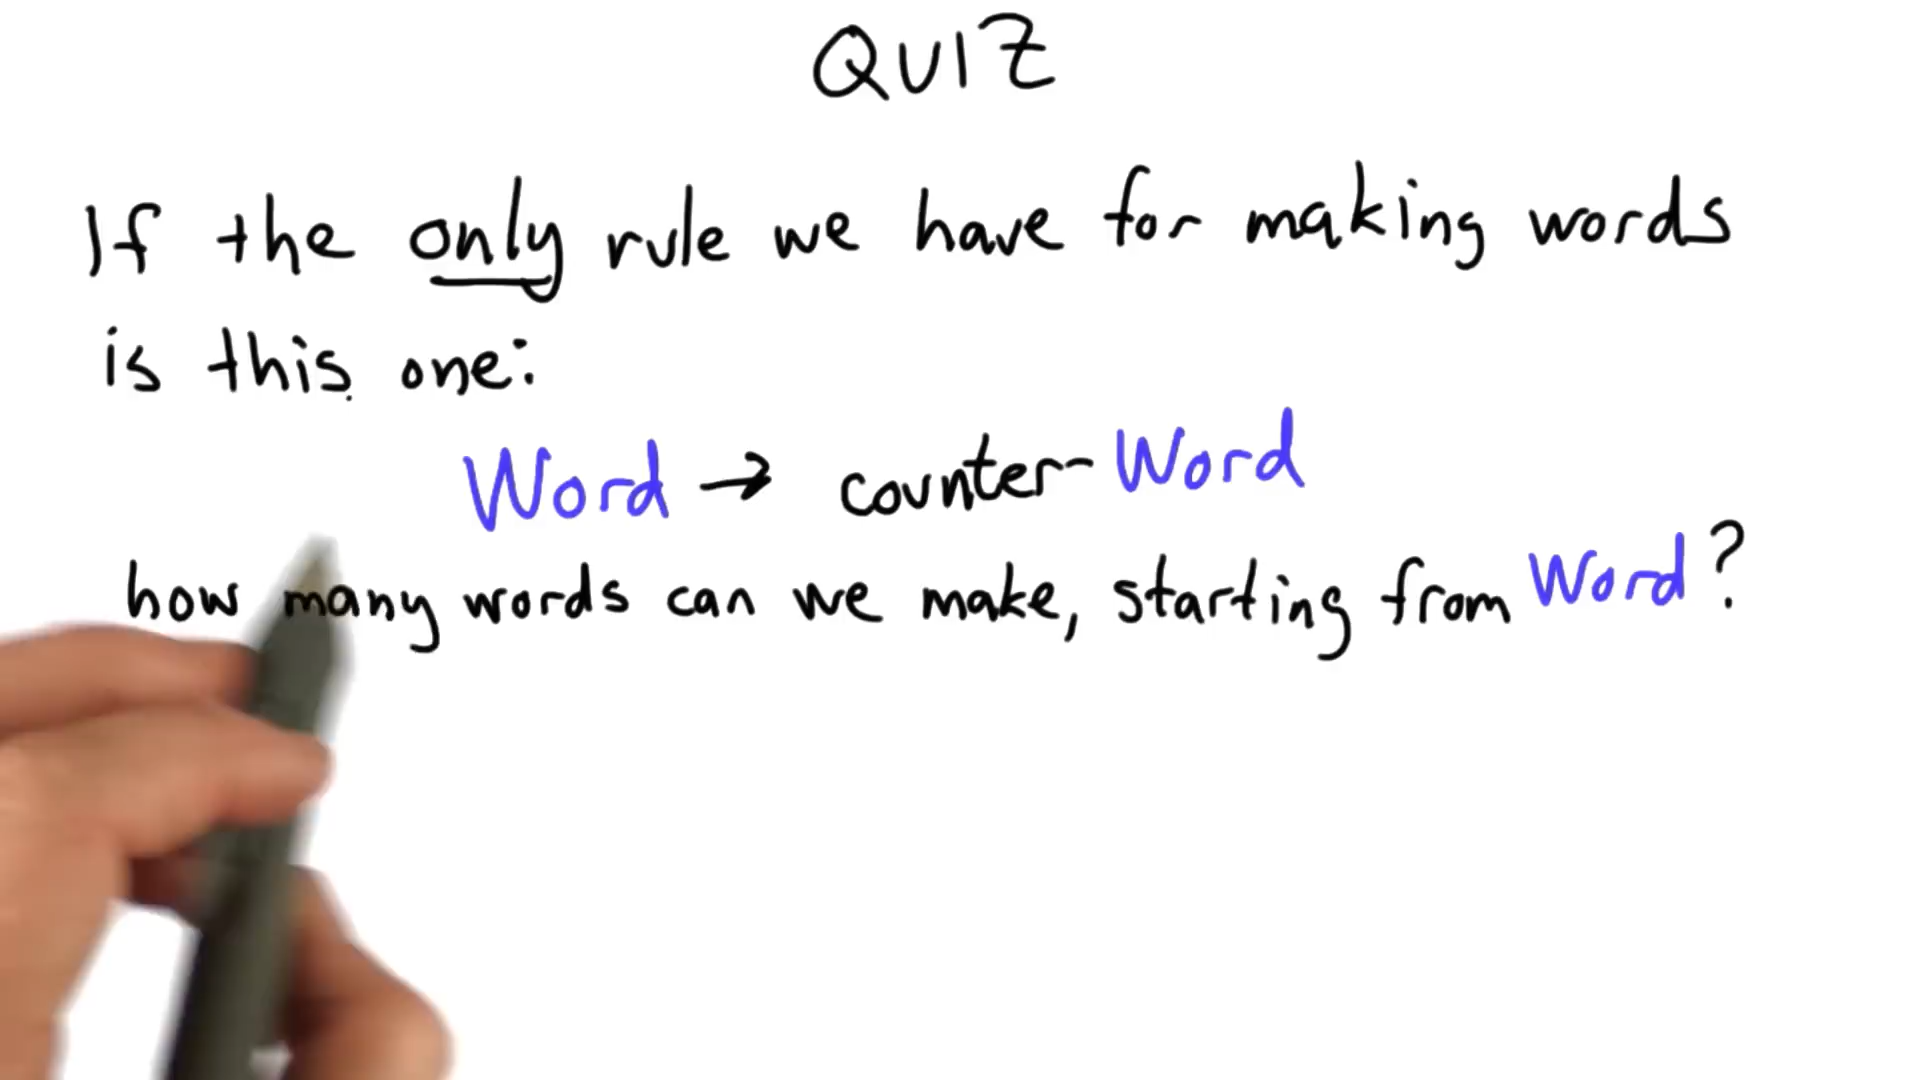 QUIZ
If the only rule we have for making words
is this one:
Word → counter-Word
how many words can we make, starting from Word?